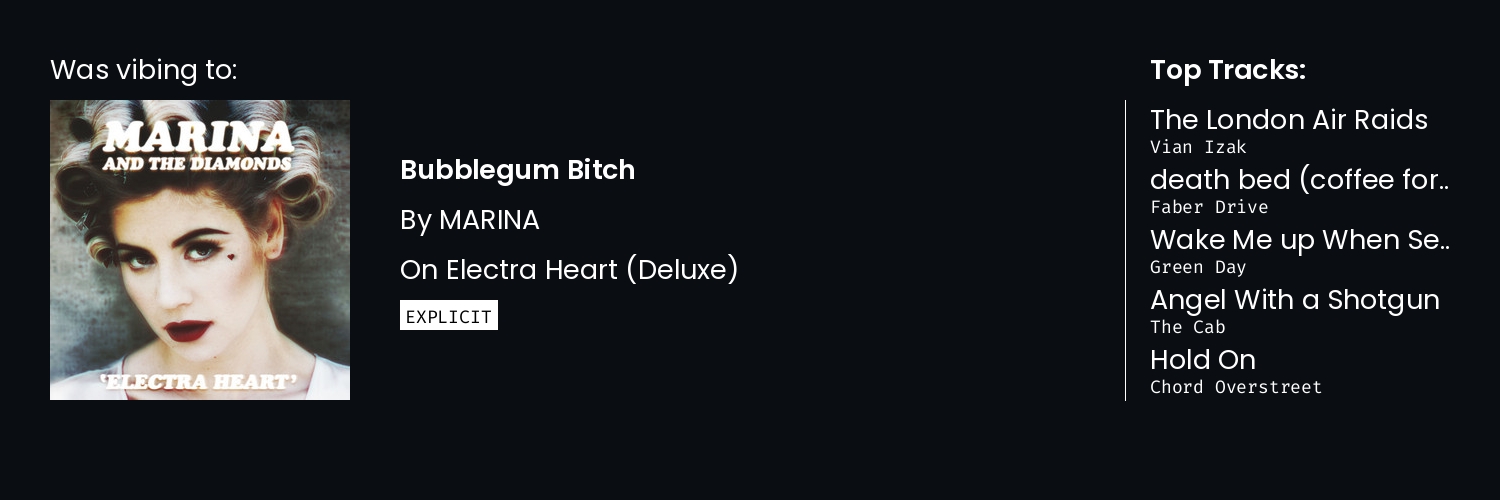 Was vibing to:
MARINA
AND THE DIAMONDS
'ELECTRA HEART'
Bubblegum Bitch
By MARINA
On Electra Heart (Deluxe)
EXPLICIT
Top Tracks:
The London Air Raids
Vian Izak
death bed (coffee for..
Faber Drive
Wake Me up When Se..
Green Day
Angel With a Shotgun
The Cab
Hold On
Chord Overstreet